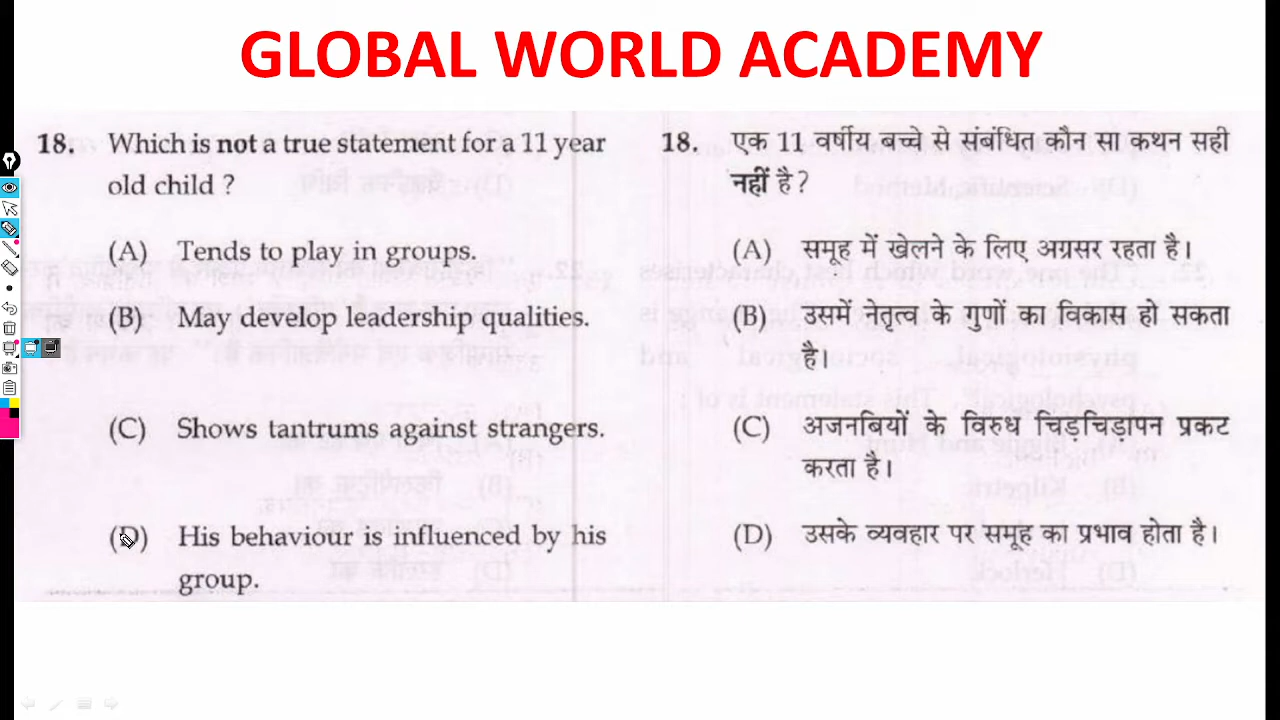 GLOBAL WORLD ACADEMY
18. Which is not a true statement for a 11 year
old child ?
(A) Tends to play in groups.
(B) May develop leadership qualities.
(C) Shows tantrums against strangers.
(D) His behaviour is influenced by his
group.
18. एक 11 वर्षीय बच्चे से संबंधित कौन सा कथन सही
नहीं है ?
(A) समूह में खेलने के लिए अग्रसर रहता है।
(B) उसमें नेतृत्व के गुणों का विकास हो सकता
है।
(C) अजनबियों के विरुध चिड़चिड़ापन प्रकट
करता है।
(D) उसके व्यवहार पर समूह का प्रभाव होता है।